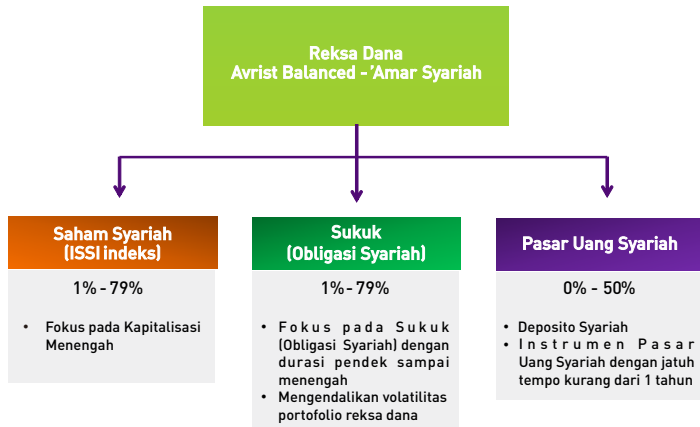 Reksa Dana
Avrist Balanced - 'Amar Syariah
Saham Syariah
(ISSI indeks)
1% - 79%
• Fokus pada Kapitalisasi
Menengah
Sukuk
(Obligasi Syariah)
1% - 79%
• Fokus pada Sukuk
(Obligasi Syariah) dengan
durasi pendek sampai
menengah
• Mengendalikan volatilitas
portofolio reksa dana
Pasar Uang Syariah
0% - 50%
• Deposito Syariah
• Instrumen Pasar
Uang Syariah dengan jatuh
tempo kurang dari 1 tahun